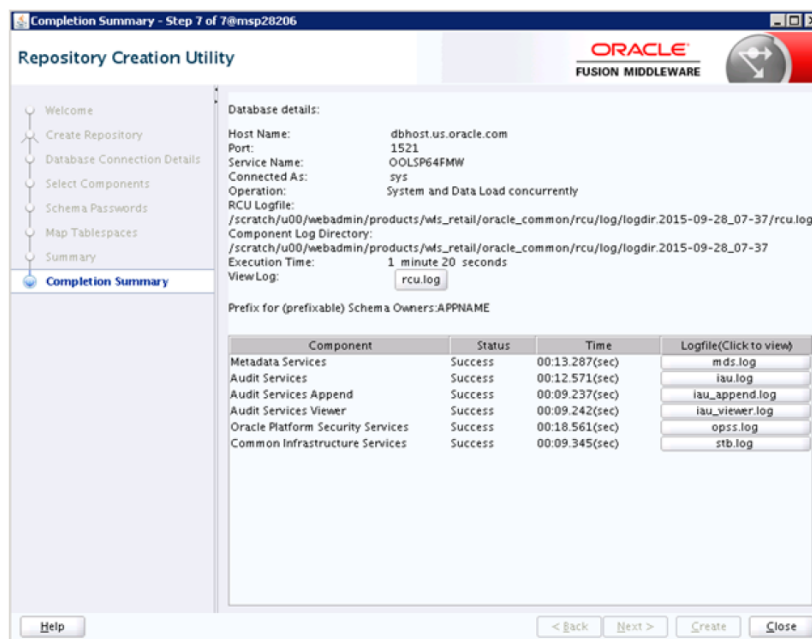 Completion Summary - Step 7 of 7@msp28206
Repository Creation Utility
ORACLE
FUSION MIDDLEWARE
Welcome
Create Repository
Database Connection Details
Select Components
Schema Passwords
Map Tablespaces
Summary
Completion Summary
Database details:
Host Name: dbhost.us.oracle.com
Port: 1521
Service Name: OOLSP64FMW
Connected As: sys
Operation: System and Data Load concurrently
RCU Logfile:
/scratch/u00/webadmin/products/wls_retail/oracle_common/rcu/log/logdir.2015-09-28_07-37/rcu.log
Component Log Directory:
/scratch/u00/webadmin/products/wls_retail/oracle_common/rcu/log/logdir.2015-09-28_07-37
Execution Time: 1 minute 20 seconds
View Log: rcu.log
Prefix for (prefixable) Schema Owners:APPNAME
Component Status Time Logfile(Click to view)
Metadata Services Success 00:13.287(sec) mds.log
Audit Services Success 00:12.571(sec) iau.log
Audit Services Append Success 00:09.237(sec) iau_append.log
Audit Services Viewer Success 00:09.242(sec) iau_viewer.log
Oracle Platform Security Services Success 00:18.561(sec) opss.log
Common Infrastructure Services Success 00:09.345(sec) stb.log
Help < Back Next > Create Close